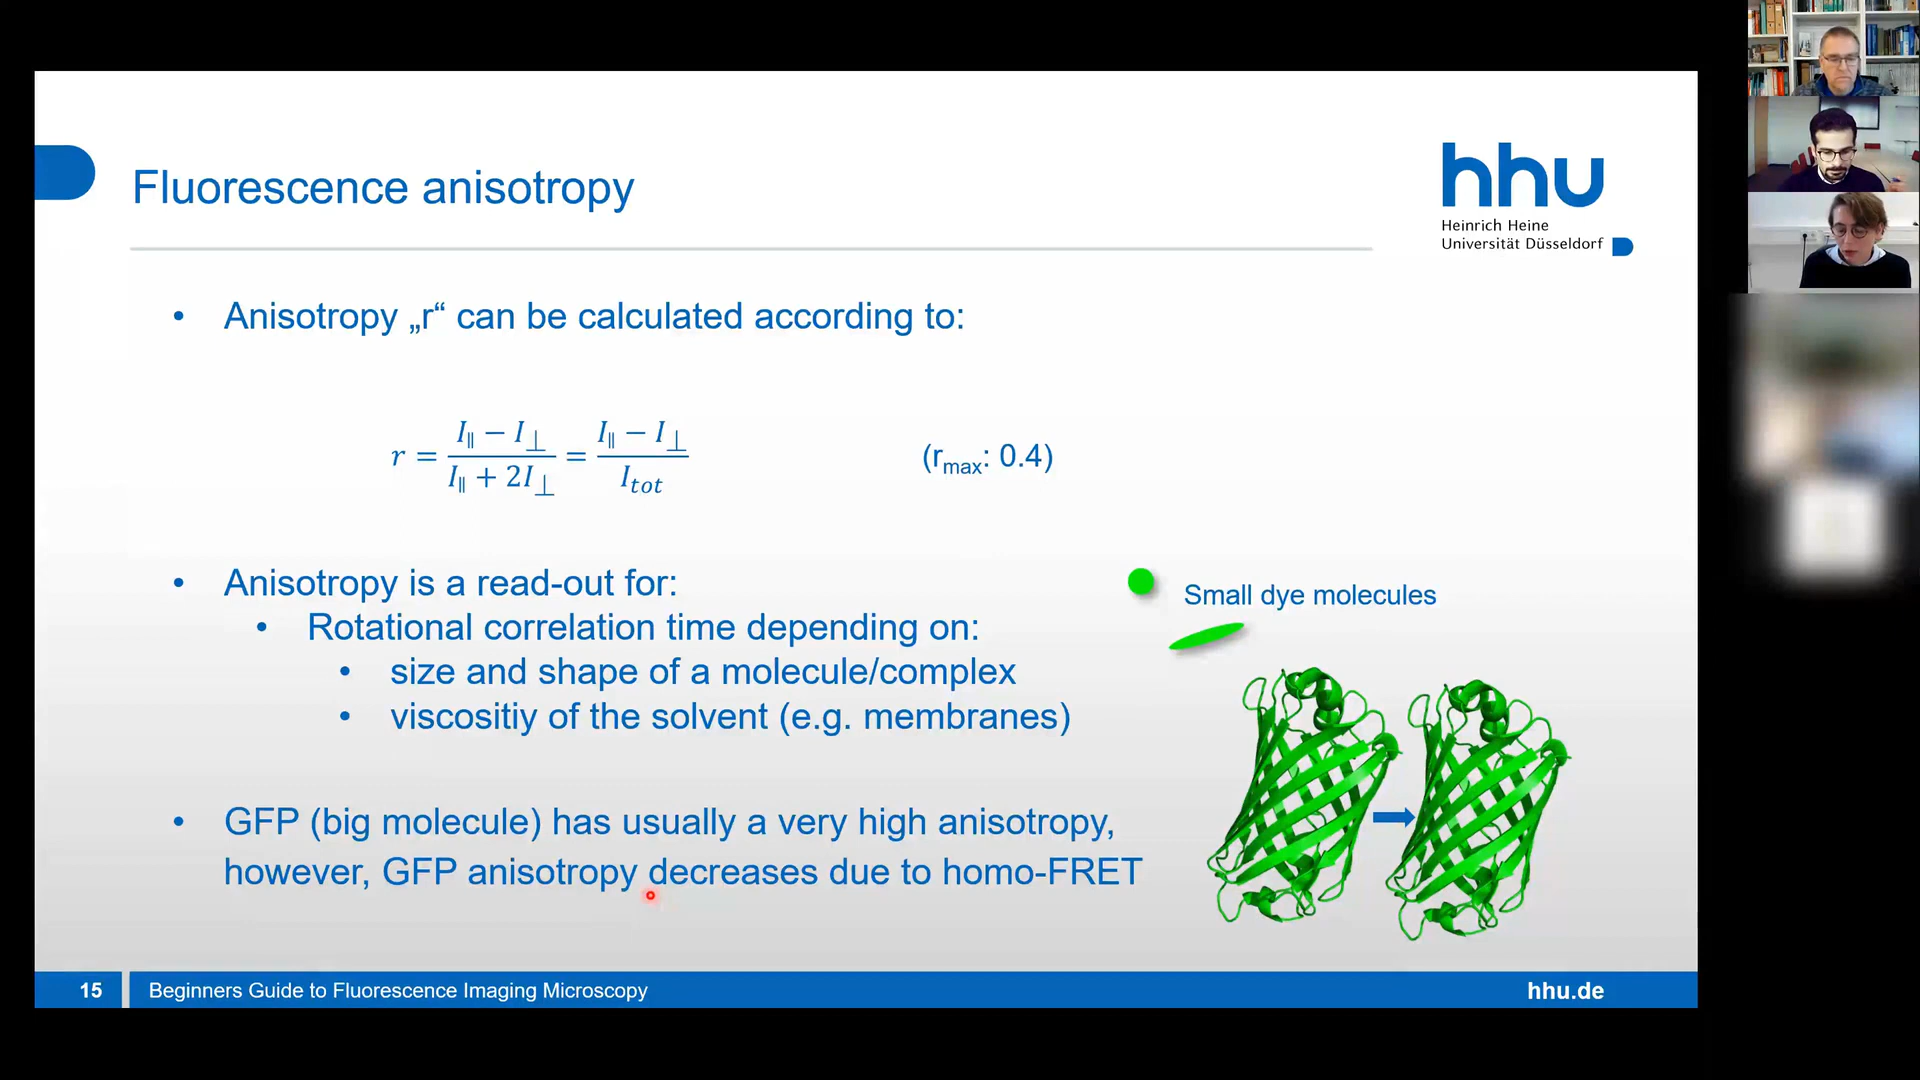 Fluorescence anisotropy
hhu
Heinrich Heine
Universität Düsseldorf
• Anisotropy „r“ can be calculated according to:
r = (I∥ − I⊥) / (I∥ + 2I⊥) = (I∥ − I⊥) / Itot
(rmax: 0.4)
• Anisotropy is a read-out for:
• Rotational correlation time depending on:
• size and shape of a molecule/complex
• viscositiy of the solvent (e.g. membranes)
Small dye molecules
• GFP (big molecule) has usually a very high anisotropy,
however, GFP anisotropy decreases due to homo-FRET
15 Beginners Guide to Fluorescence Imaging Microscopy
hhu.de